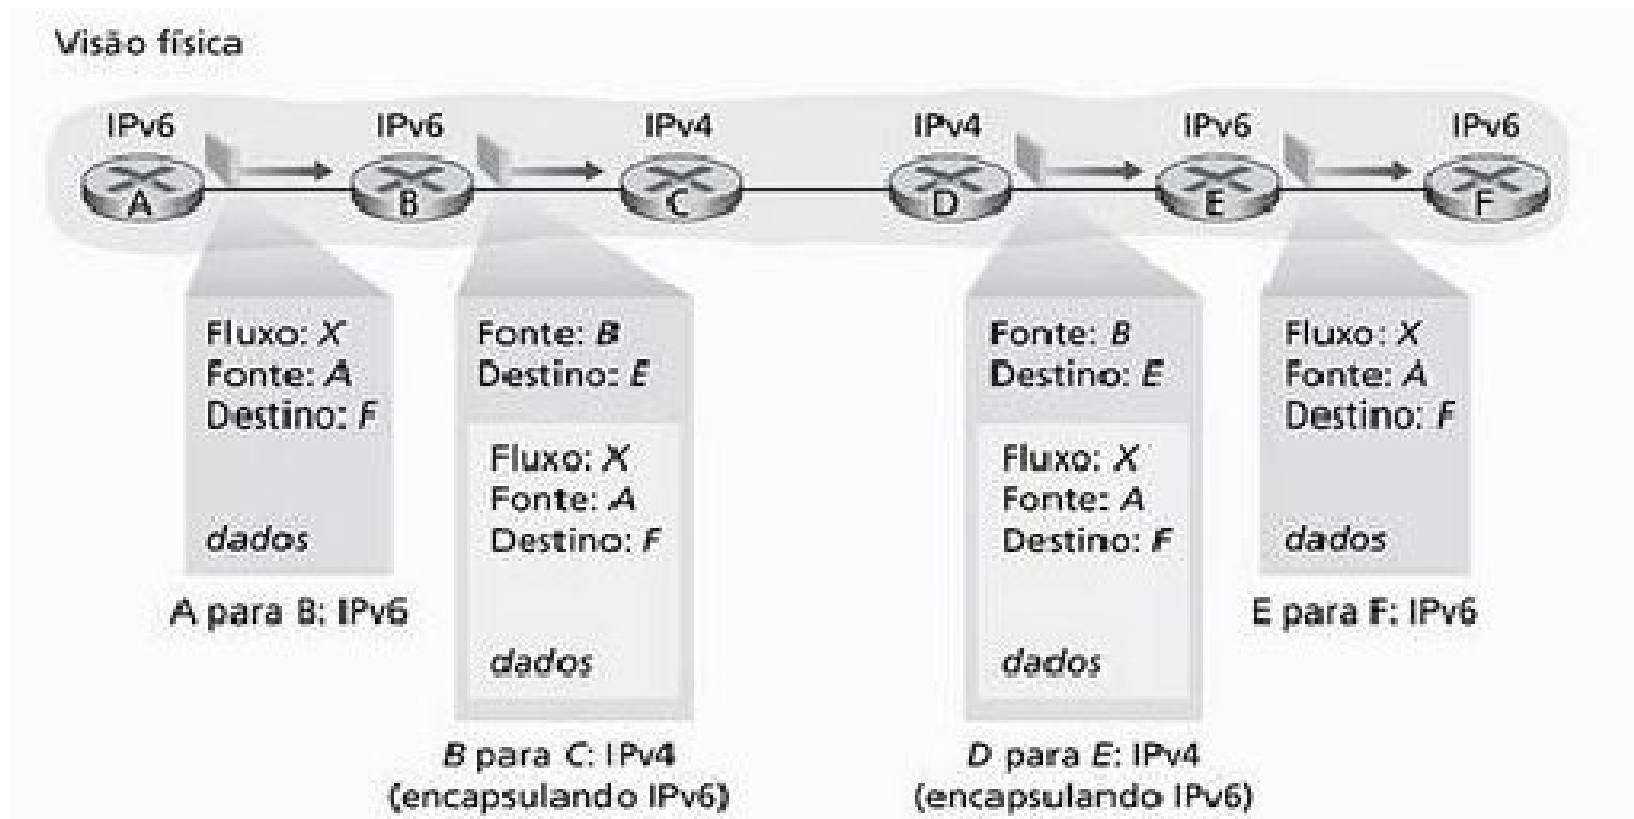 Visão física
IPv6
IPv6
IPv4
IPv4
IPv6
IPv6
A
B
C
D
E
F
Fluxo: X
Fonte: A
Destino: F
dados
A para B: IPv6
Fonte: B
Destino: E
Fluxo: X
Fonte: A
Destino: F
dados
B para C: IPv4
(encapsulando IPv6)
Fonte: B
Destino: E
Fluxo: X
Fonte: A
Destino: F
dados
D para E: IPv4
(encapsulando IPv6)
Fluxo: X
Fonte: A
Destino: F
dados
E para F: IPv6